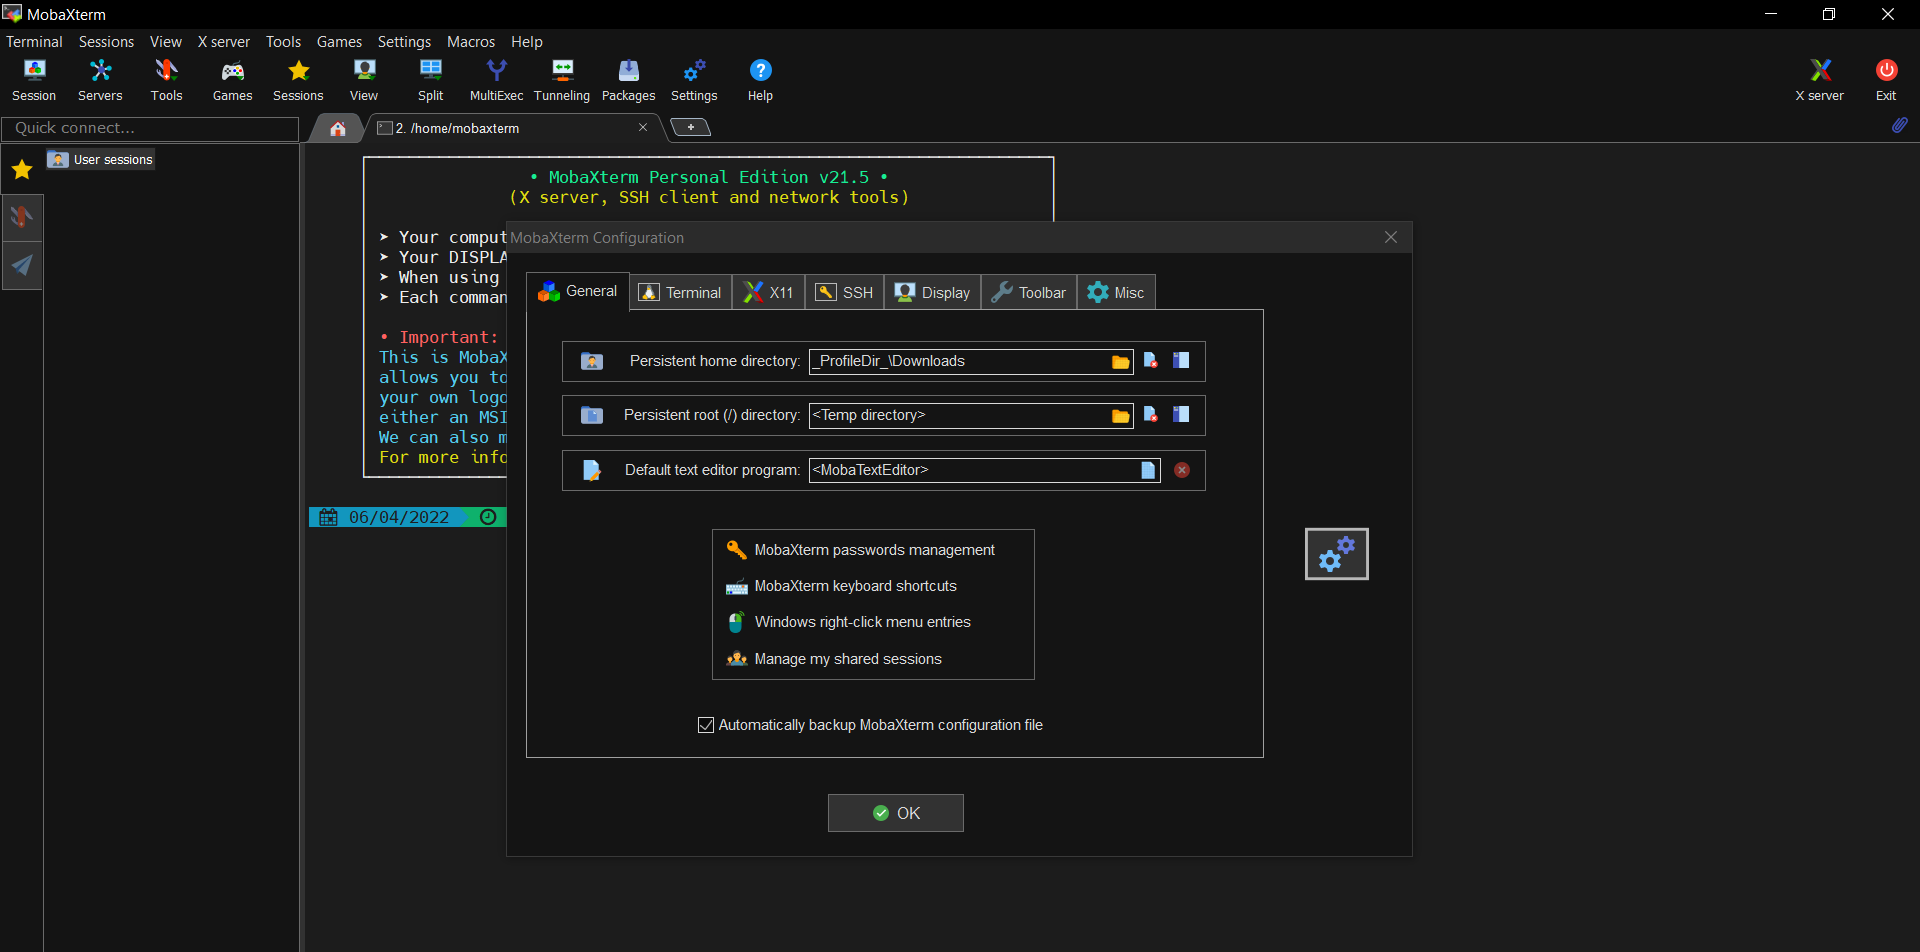 MobaXterm
Terminal Sessions View X server Tools Games Settings Macros Help
Session Servers Tools Games Sessions View Split MultiExec Tunneling Packages Settings Help X server Exit
Quick connect...
2. /home/mobaxterm
User sessions
• MobaXterm Personal Edition v21.5 •
(X server, SSH client and network tools)
➤ Your comput
➤ Your DISPLA
➤ When using
➤ Each comman
• Important:
This is MobaX
allows you to
your own logo
either an MSI
We can also m
For more info
06/04/2022
MobaXterm Configuration
General Terminal X11 SSH Display Toolbar Misc
Persistent home directory: _ProfileDir_\Downloads
Persistent root (/) directory: <Temp directory>
Default text editor program: <MobaTextEditor>
MobaXterm passwords management
MobaXterm keyboard shortcuts
Windows right-click menu entries
Manage my shared sessions
Automatically backup MobaXterm configuration file
OK